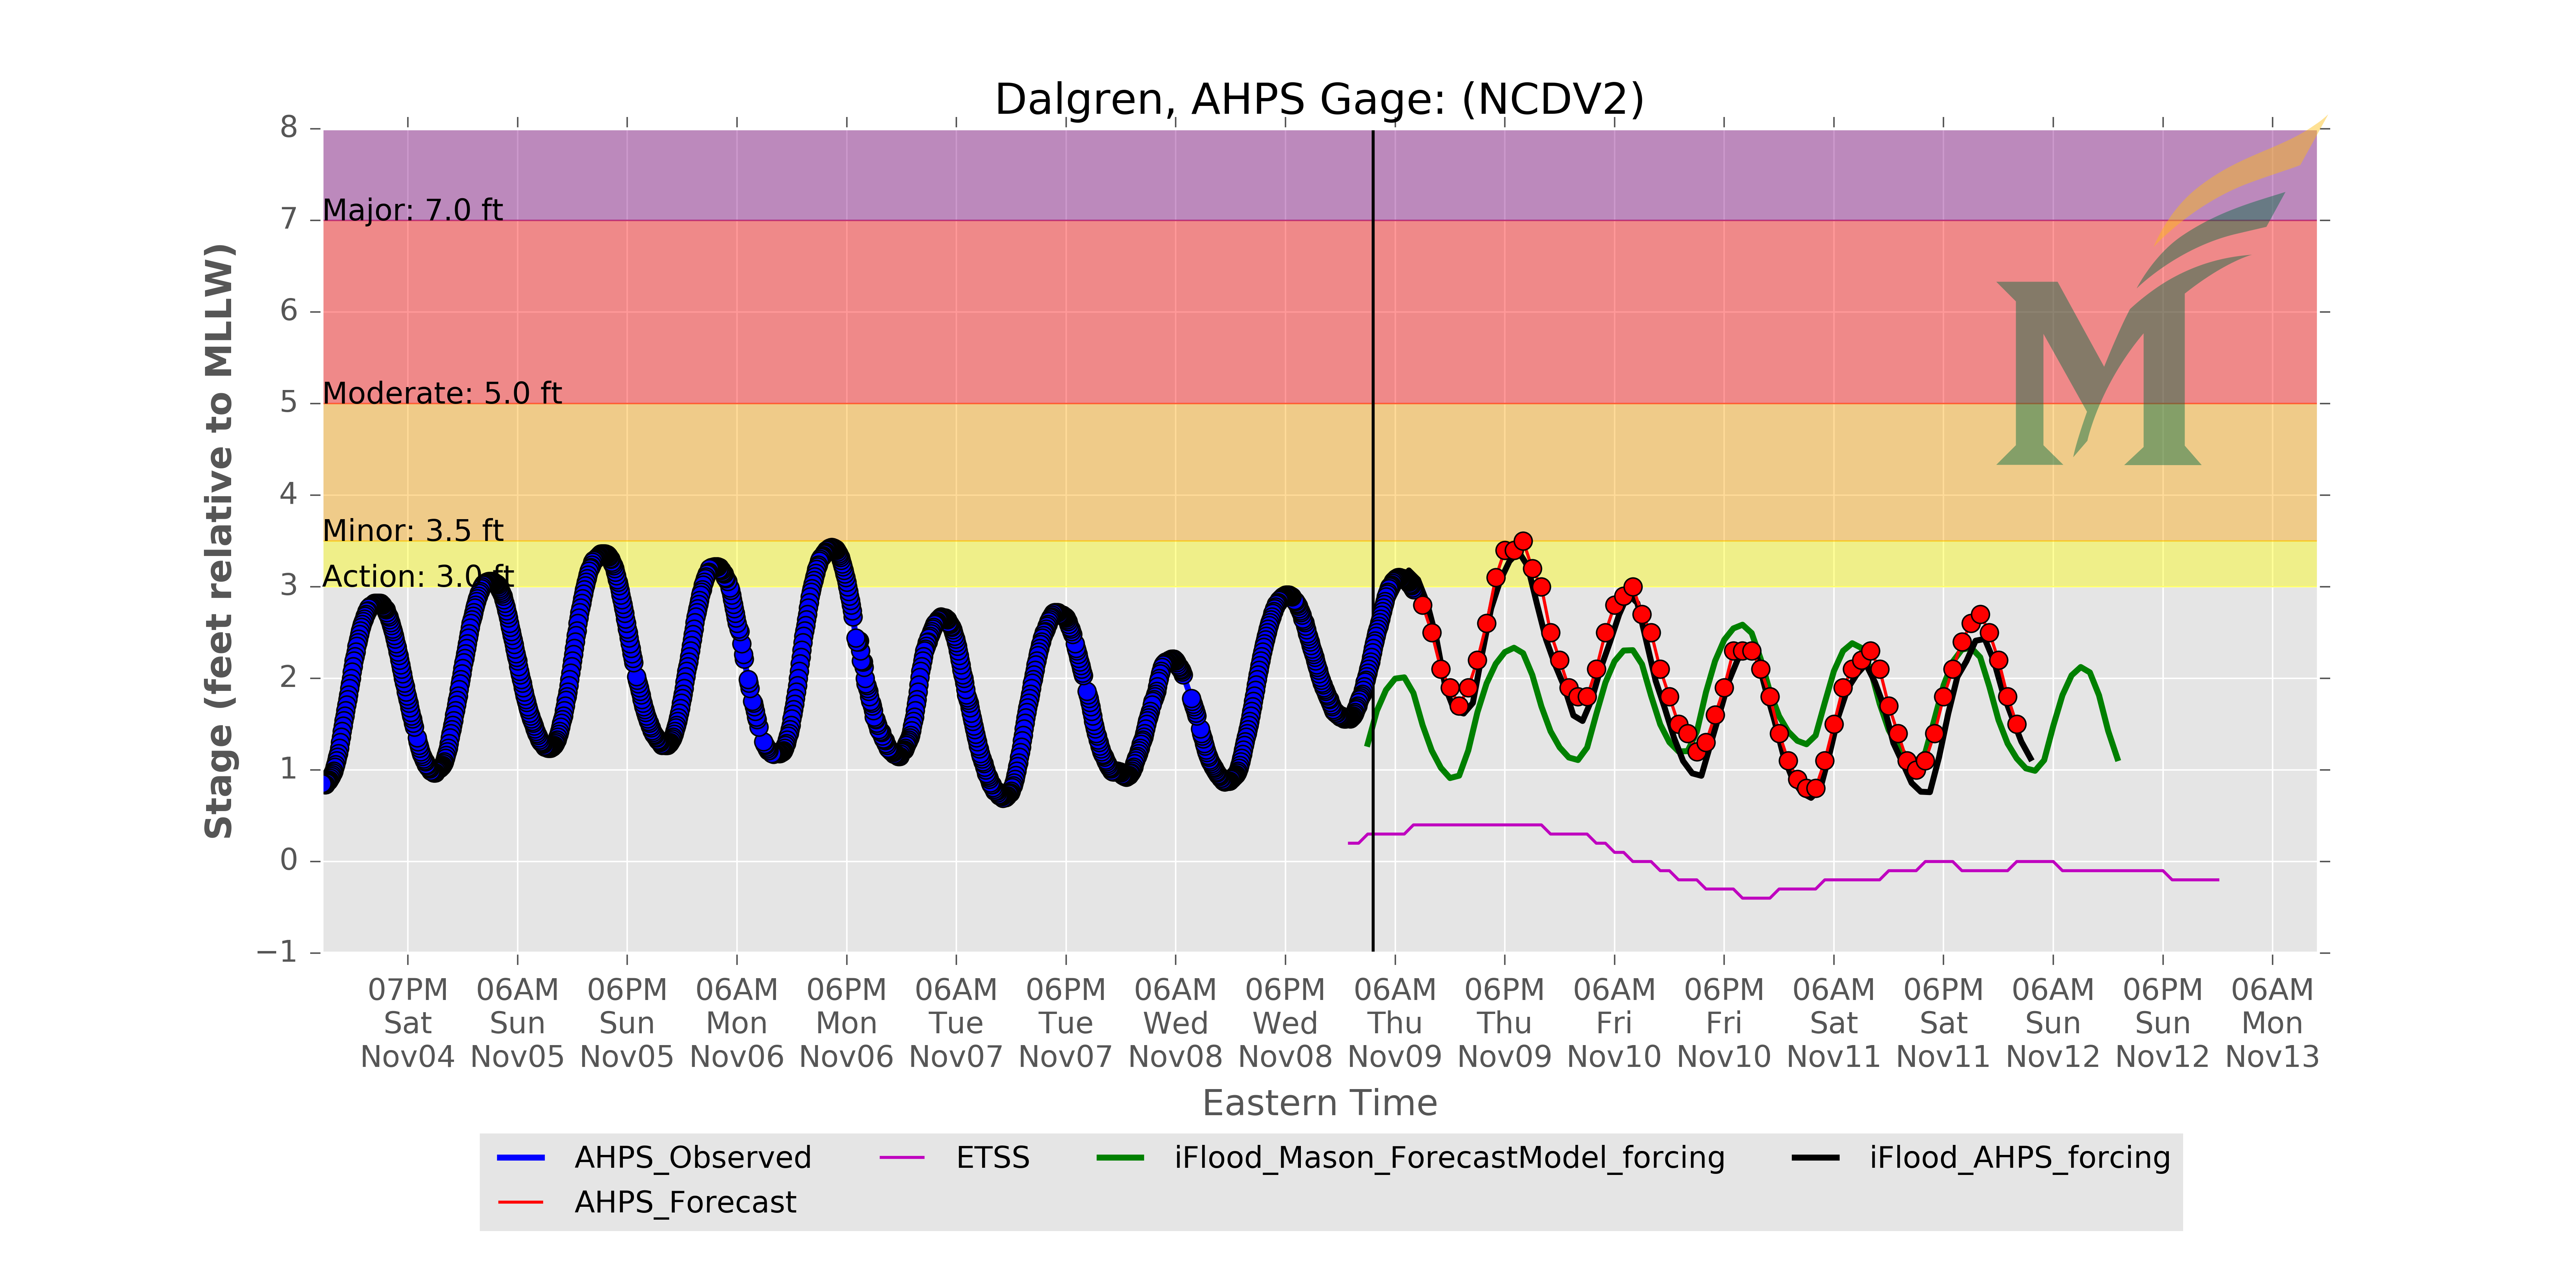 Dalgren, AHPS Gage: (NCDV2)
Stage (feet relative to MLLW)
8
7
6
5
4
3
2
1
0
−1
Major: 7.0 ft
Moderate: 5.0 ft
Minor: 3.5 ft
Action: 3.0 ft
M
07PM 06AM 06PM 06AM 06PM 06AM 06PM 06AM 06PM 06AM 06PM 06AM 06PM 06AM 06PM 06AM 06PM 06AM
Sat Sun Sun Mon Mon Tue Tue Wed Wed Thu Thu Fri Fri Sat Sat Sun Sun Mon
Nov04 Nov05 Nov05 Nov06 Nov06 Nov07 Nov07 Nov08 Nov08 Nov09 Nov09 Nov10 Nov10 Nov11 Nov11 Nov12 Nov12 Nov13
Eastern Time
AHPS_Observed ETSS iFlood_Mason_ForecastModel_forcing iFlood_AHPS_forcing
AHPS_Forecast